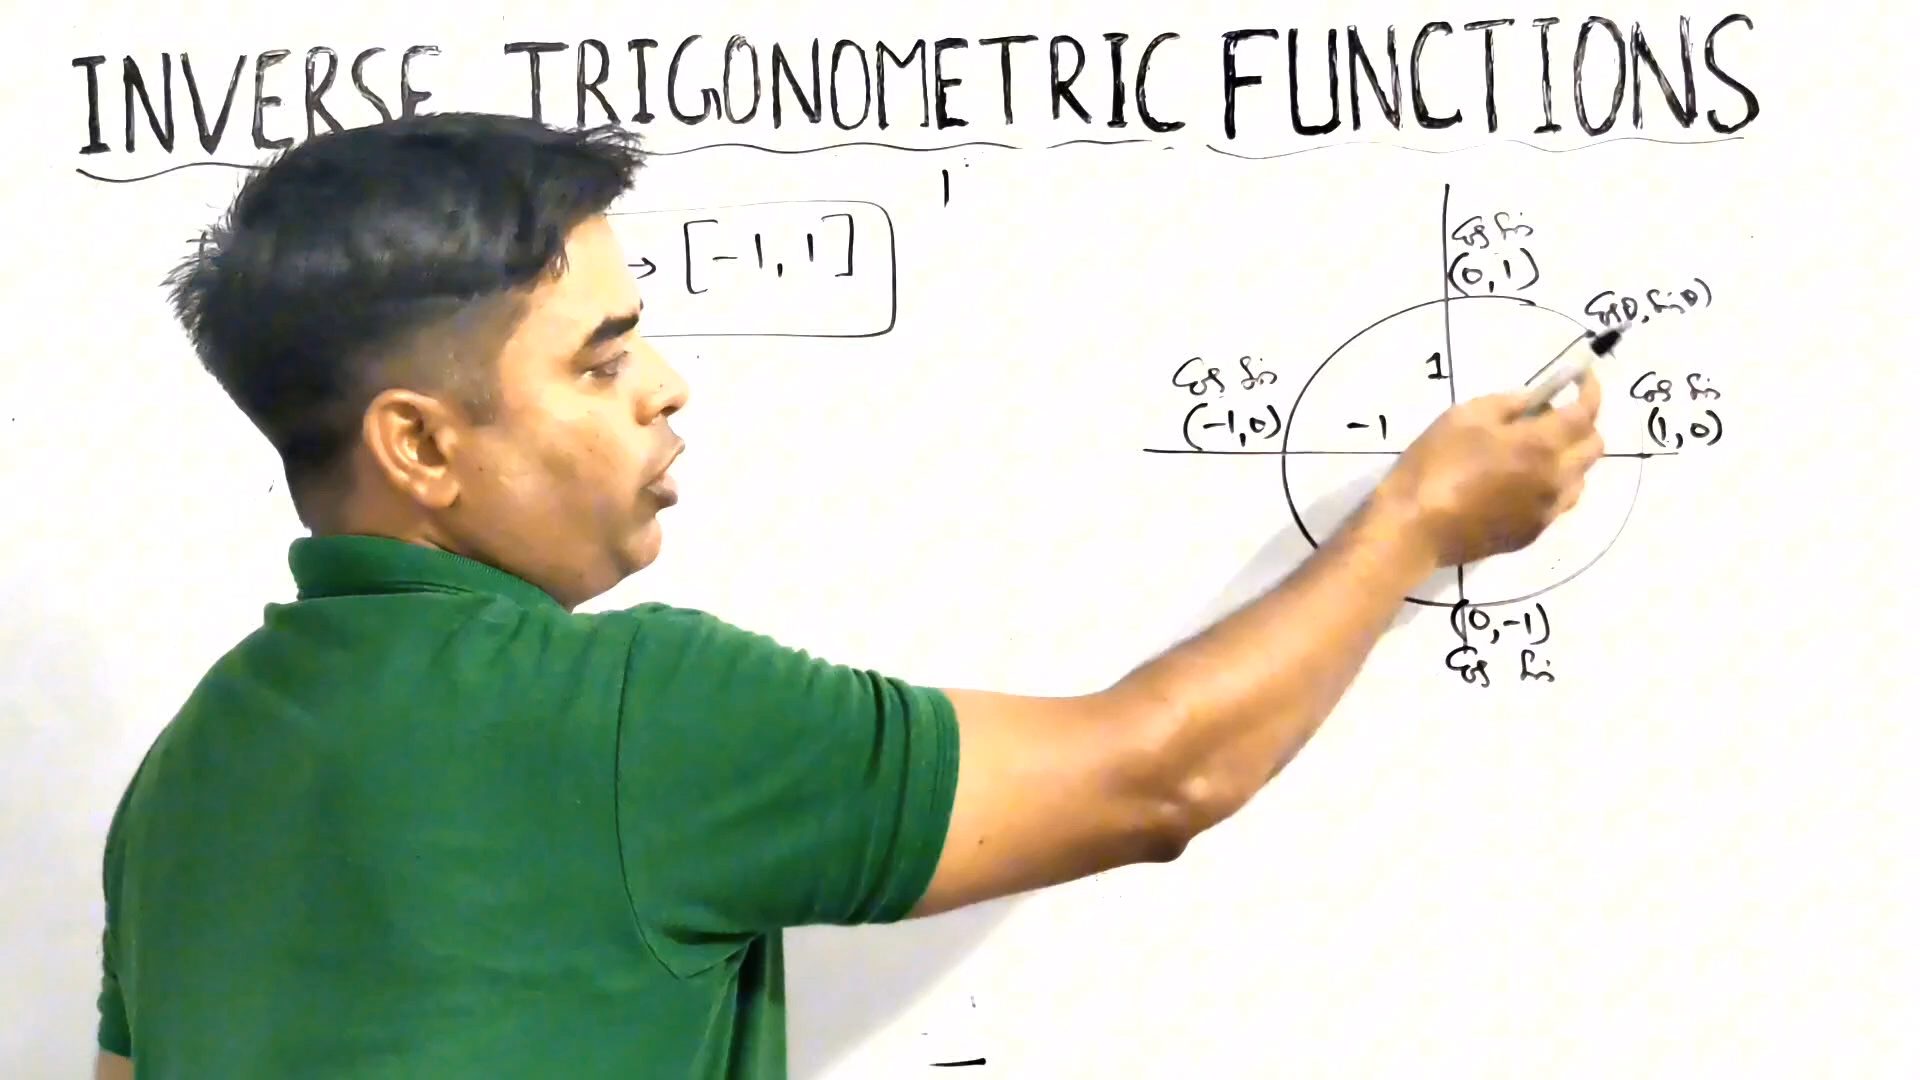 INVERSE TRIGONOMETRIC FUNCTIONS
1
→ [-1, 1]
Cos Sin
(0, 1)
Cosθ, Sinθ)
1
Cos Sin
(-1, 0)
-1
Cos Sin
(1, 0)
(0, -1)
Cos Sin